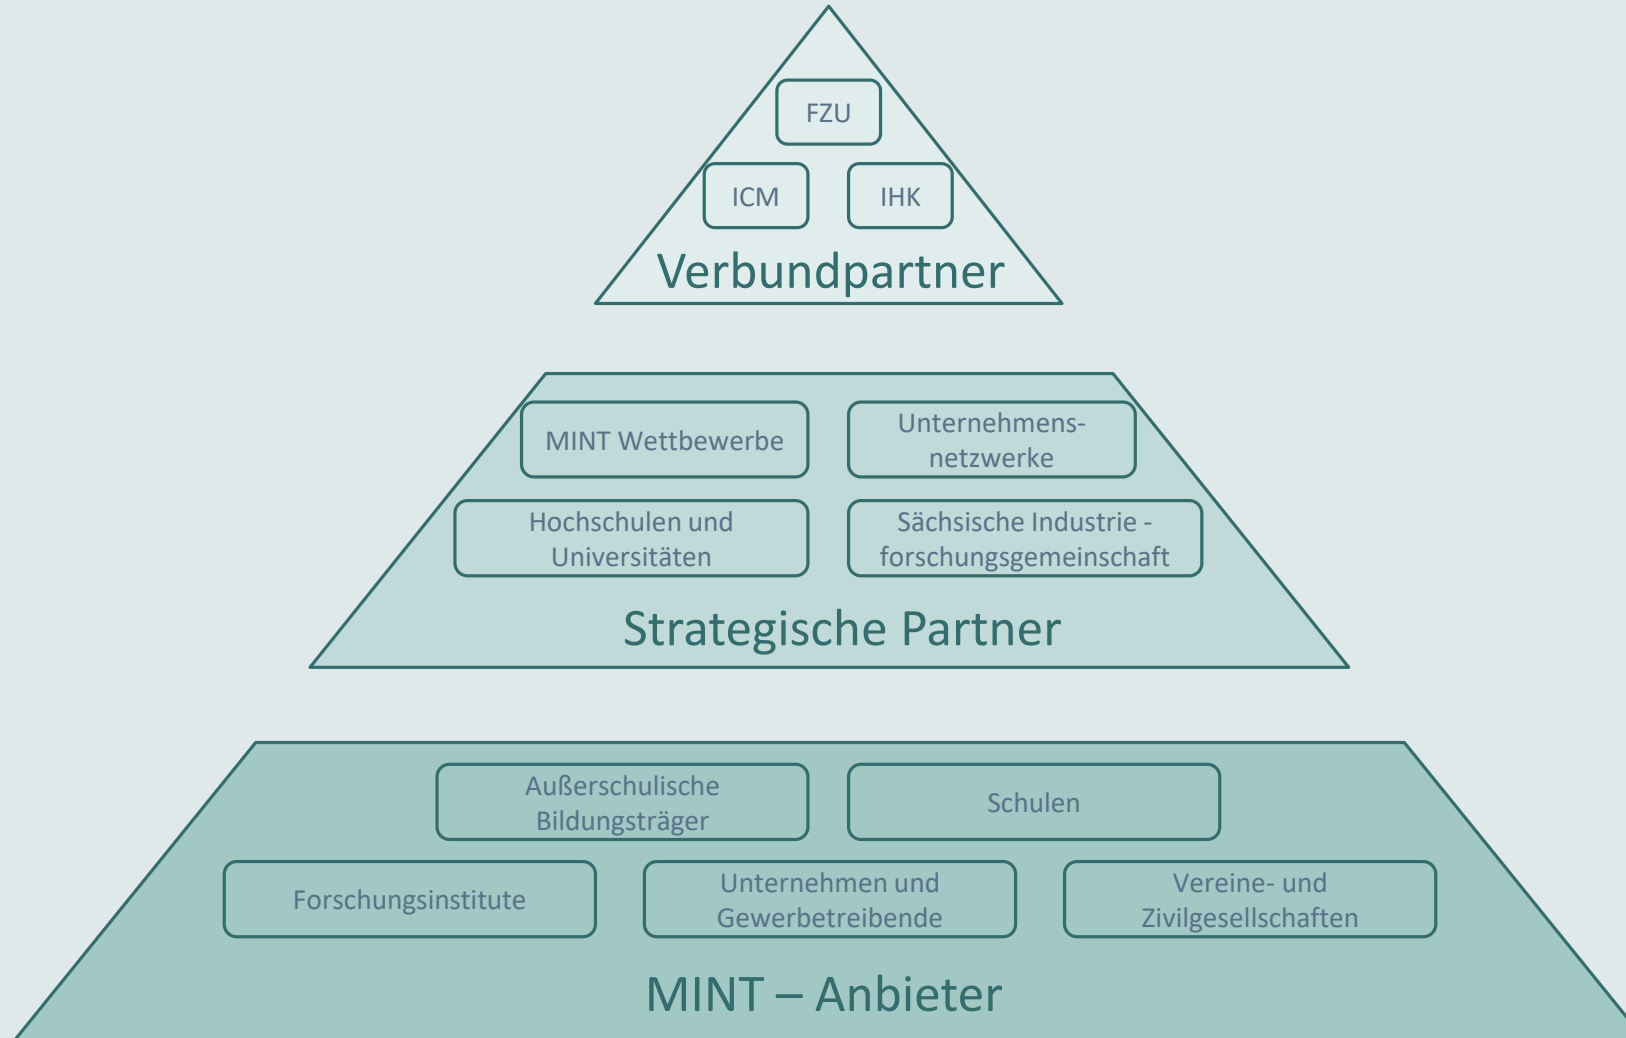 FZU
ICM
IHK
Verbundpartner
MINT Wettbewerbe
Unternehmens-
netzwerke
Hochschulen und
Universitäten
Sächsische Industrie -
forschungsgemeinschaft
Strategische Partner
Außerschulische
Bildungsträger
Schulen
Forschungsinstitute
Unternehmen und
Gewerbetreibende
Vereine- und
Zivilgesellschaften
MINT – Anbieter